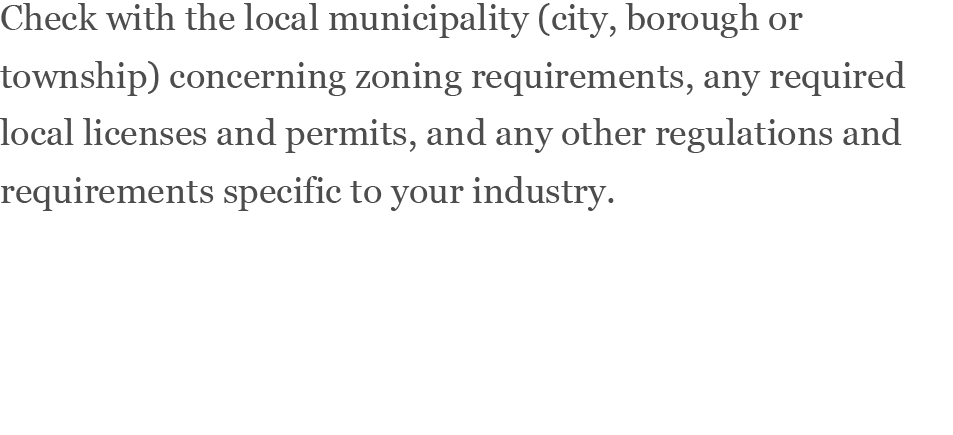 Check with the local municipality (city, borough or
township) concerning zoning requirements, any required
local licenses and permits, and any other regulations and
requirements specific to your industry.